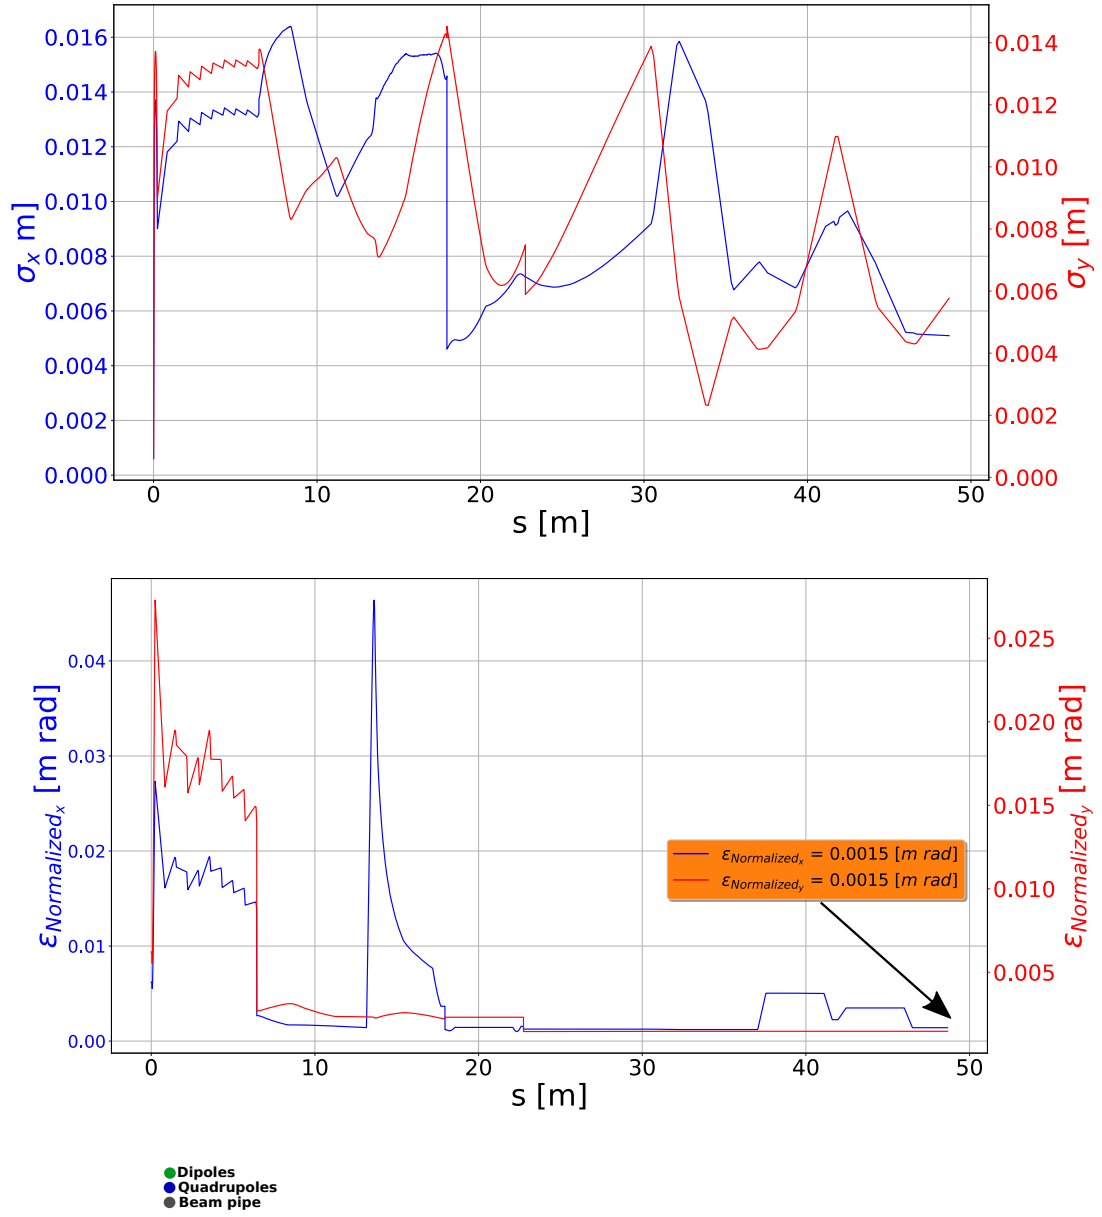 0.016
0.014
0.012
0.010
0.008
0.006
0.004
0.002
0.000
σx m]
0.014
0.012
0.010
0.008
0.006
0.004
0.002
0.000
σy [m]
0 10 20 30 40 50
s [m]
0.04
0.03
0.02
0.01
0.00
εNormalizedx [m rad]
0.025
0.020
0.015
0.010
0.005
εNormalizedy [m rad]
εNormalizedx = 0.0015 [m rad]
εNormalizedy = 0.0015 [m rad]
0 10 20 30 40 50
s [m]
Dipoles
Quadrupoles
Beam pipe